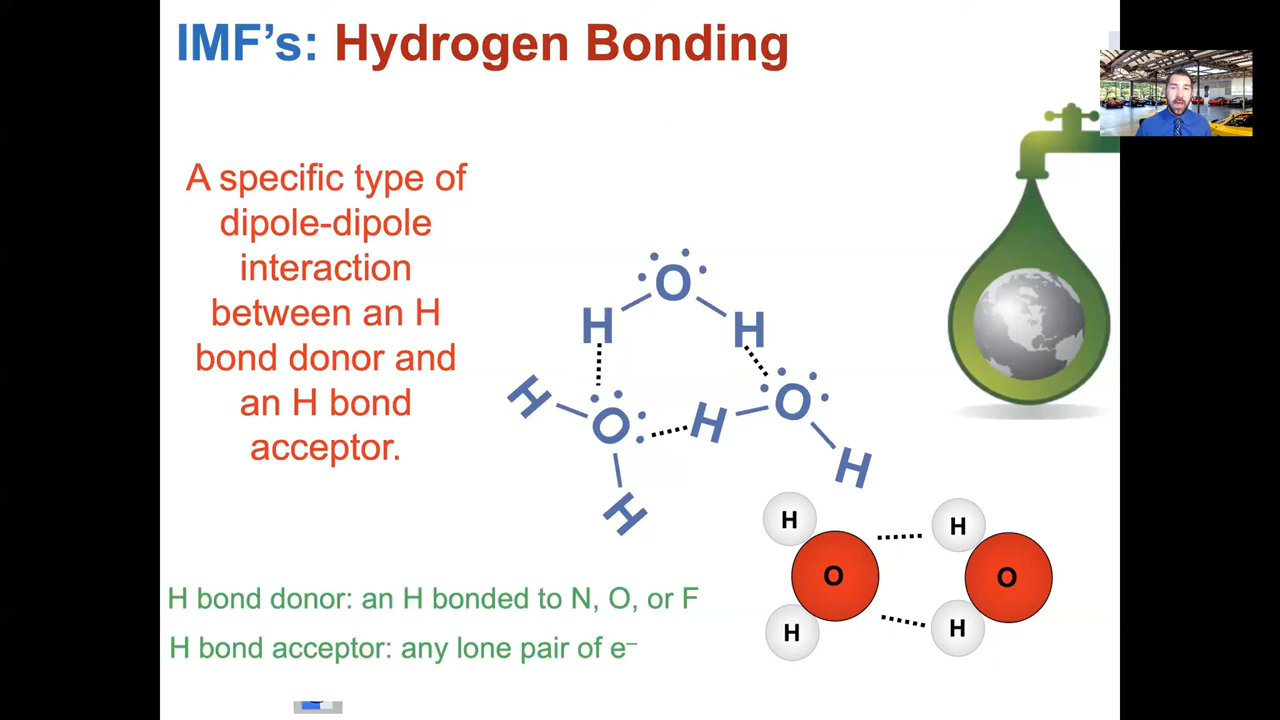 IMF’s: Hydrogen Bonding
A specific type of
dipole-dipole
interaction
between an H
bond donor and
an H bond
acceptor.
O
H H
H O H O
H
H
H H
O O
H H
H bond donor: an H bonded to N, O, or F
H bond acceptor: any lone pair of e⁻